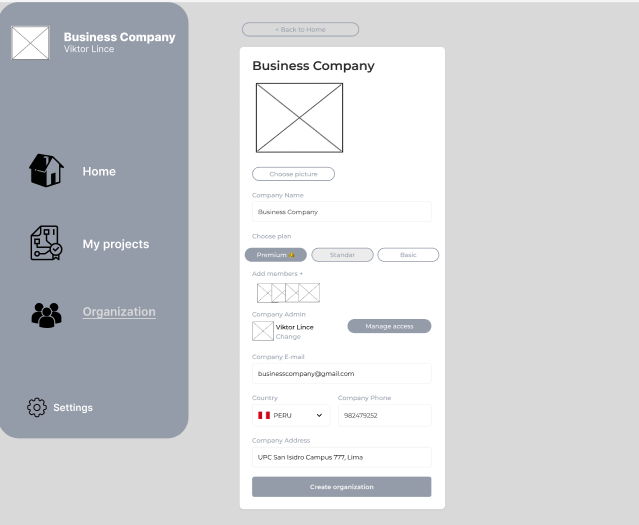 Business Company
Viktor Lince
Home
My projects
Organization
Settings
< Back to Home
Business Company
Choose picture
Company Name
Business Company
Choose plan
Premium 👍 Standar Basic
Add members +
Company Admin
Viktor Lince
Change
Manage access
Company E-mail
businesscompany@gmail.com
Country Company Phone
PERU 982479252
Company Address
UPC San Isidro Campus 777, Lima
Create organization